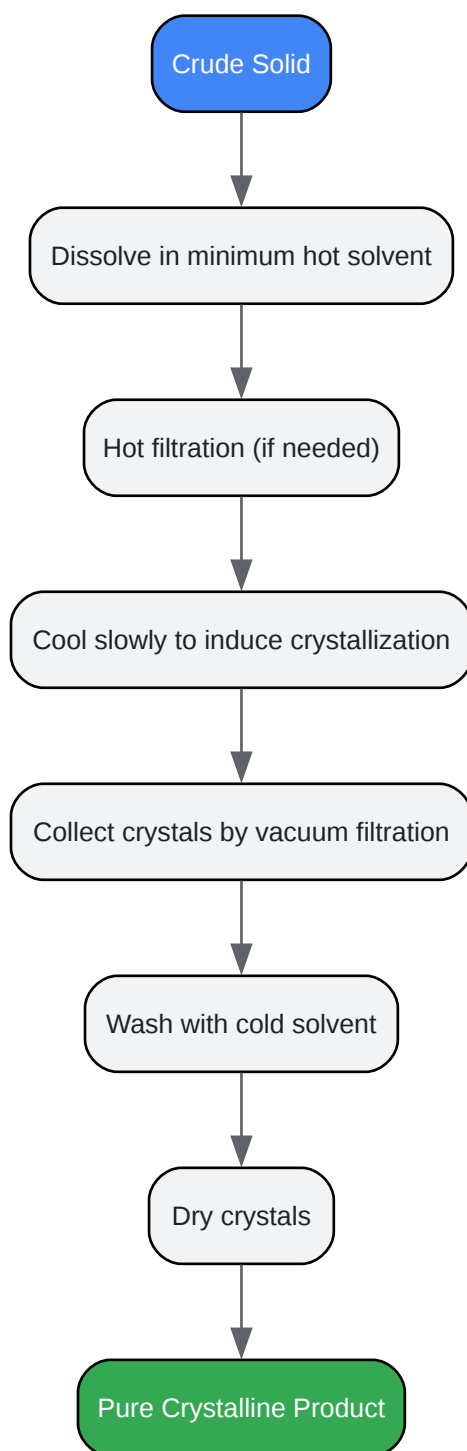 Crude Solid
Dissolve in minimum hot solvent
Hot filtration (if needed)
Cool slowly to induce crystallization
Collect crystals by vacuum filtration
Wash with cold solvent
Dry crystals
Pure Crystalline Product